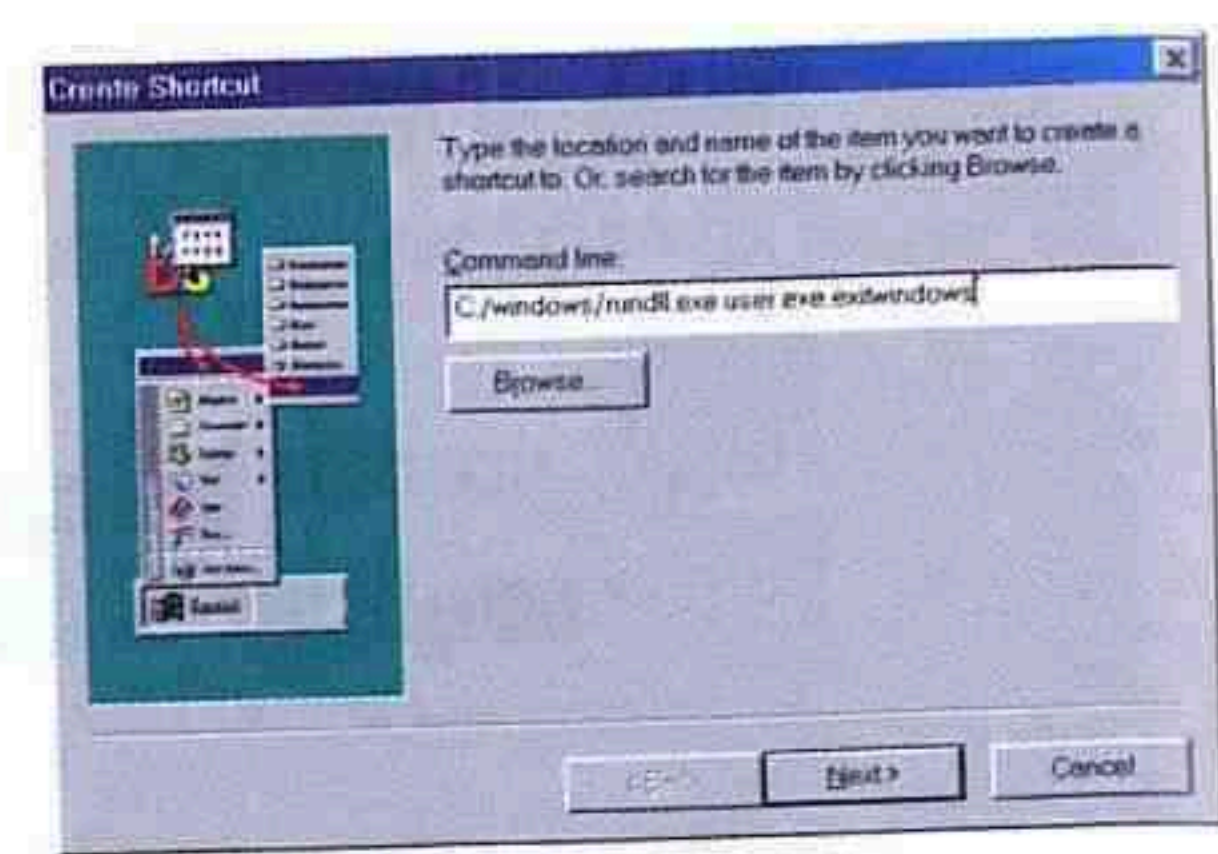 Create Shortcut
Type the location and name of the item you want to create a
shortcut to. Or, search for the item by clicking Browse.
Command line:
C:/windows/rundll.exe user.exe exitwindows
Browse...
Next >
Cancel